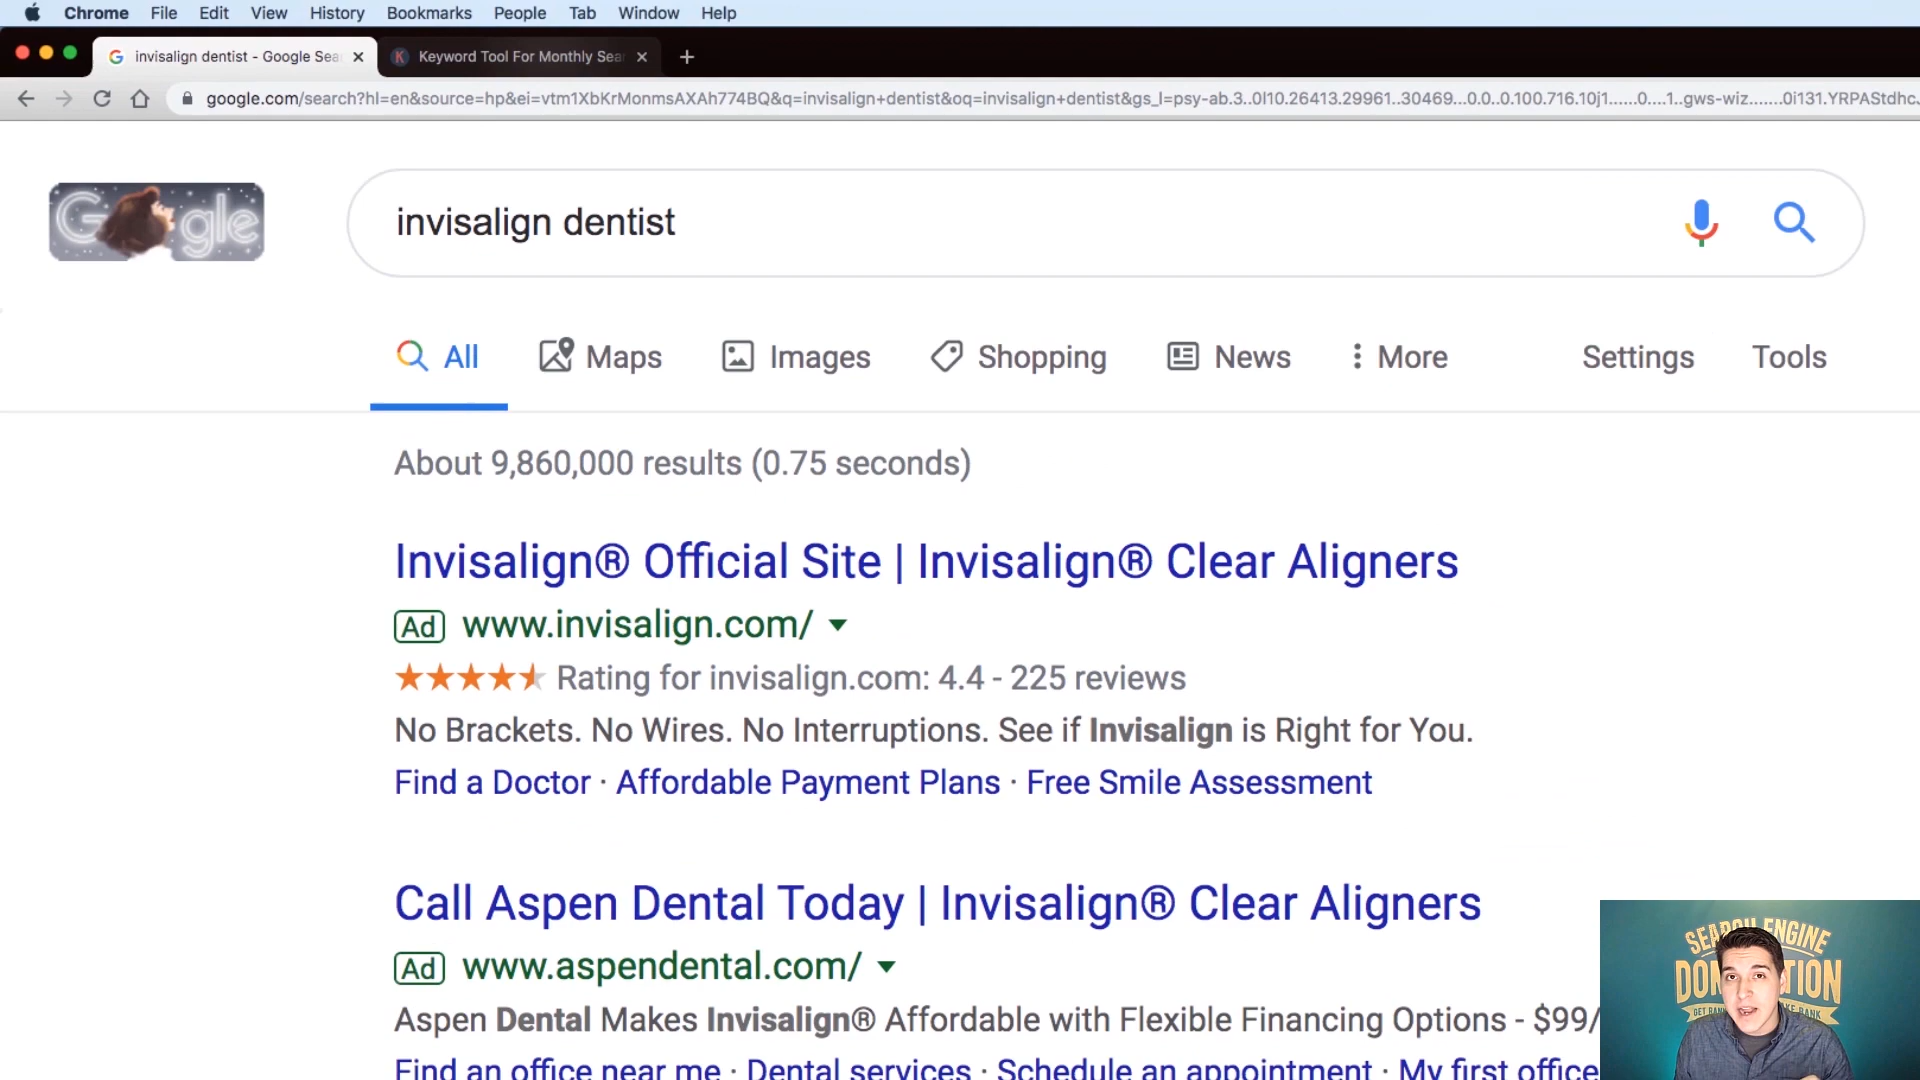 Chrome File Edit View History Bookmarks People Tab Window Help
invisalign dentist - Google Sea
Keyword Tool For Monthly Sear
google.com/search?hl=en&source=hp&ei=vtm1XbKrMonmsAXAh774BQ&q=invisalign+dentist&oq=invisalign+dentist&gs_l=psy-ab.3..0l10.26413.29961..30469...0.0..0.100.716.10j1......0....1..gws-wiz.......0i131.YRPAStdhc
Google
invisalign dentist
All Maps Images Shopping News More Settings Tools
About 9,860,000 results (0.75 seconds)
Invisalign® Official Site | Invisalign® Clear Aligners
Ad www.invisalign.com/
Rating for invisalign.com: 4.4 - 225 reviews
No Brackets. No Wires. No Interruptions. See if Invisalign is Right for You.
Find a Doctor · Affordable Payment Plans · Free Smile Assessment
Call Aspen Dental Today | Invisalign® Clear Aligners
Ad www.aspendental.com/
Aspen Dental Makes Invisalign® Affordable with Flexible Financing Options - $99/
Find an office near me · Dental services · Schedule an appointment · My first office
SEARCH ENGINE